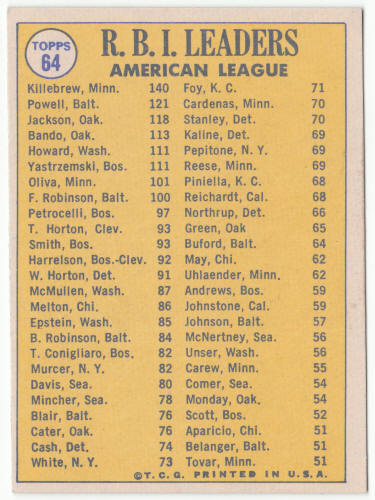 TOPPS
64
R. B. I. LEADERS
AMERICAN LEAGUE
Killebrew, Minn. 140
Powell, Balt. 121
Jackson, Oak. 118
Bando, Oak. 113
Howard, Wash. 111
Yastrzemski, Bos. 111
Oliva, Minn. 101
F. Robinson, Balt. 100
Petrocelli, Bos. 97
T. Horton, Clev. 93
Smith, Bos. 93
Harrelson, Bos.-Clev. 92
W. Horton, Det. 91
McMullen, Wash. 87
Melton, Chi. 86
Epstein, Wash. 85
B. Robinson, Balt. 84
T. Conigliaro, Bos. 82
Murcer, N. Y. 82
Davis, Sea. 80
Mincher, Sea. 78
Blair, Balt. 76
Cater, Oak. 76
Cash, Det. 74
White, N. Y. 73
Foy, K. C. 71
Cardenas, Minn. 70
Stanley, Det. 70
Kaline, Det. 69
Pepitone, N. Y. 69
Reese, Minn. 69
Piniella, K. C. 68
Reichardt, Cal. 68
Northrup, Det. 66
Green, Oak 65
Buford, Balt 64
May, Chi. 62
Uhlaender, Minn. 62
Andrews, Bos. 59
Johnstone, Cal. 59
Johnson, Balt 57
McNertney, Sea. 56
Unser, Wash. 56
Carew, Minn. 55
Comer, Sea. 54
Monday, Oak. 54
Scott, Bos. 52
Aparicio, Chi. 51
Belanger, Balt. 51
Tovar, Minn. 51
© T. C. G. PRINTED IN U. S. A.